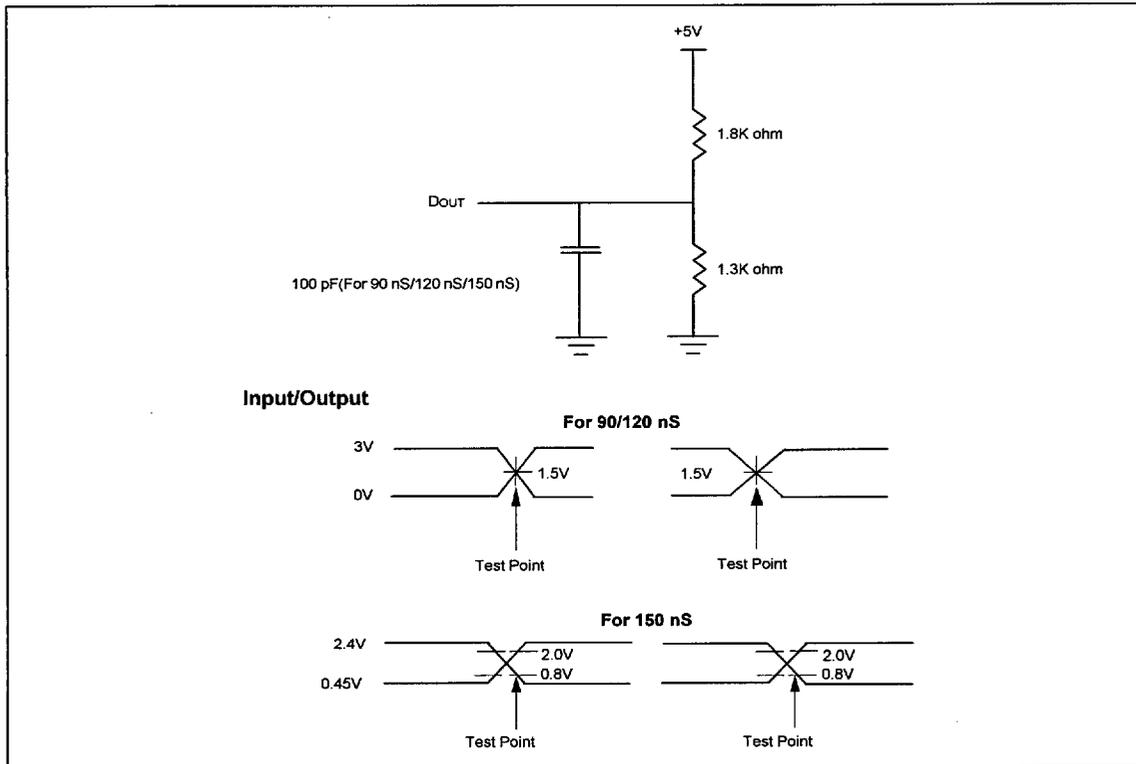 +5V
1.8K ohm
DOUT
1.3K ohm
100 pF(For 90 nS/120 nS/150 nS)
Input/Output
For 90/120 nS
3V
1.5V
1.5V
0V
Test Point
Test Point
For 150 nS
2.4V
2.0V
2.0V
0.8V
0.8V
0.45V
Test Point
Test Point